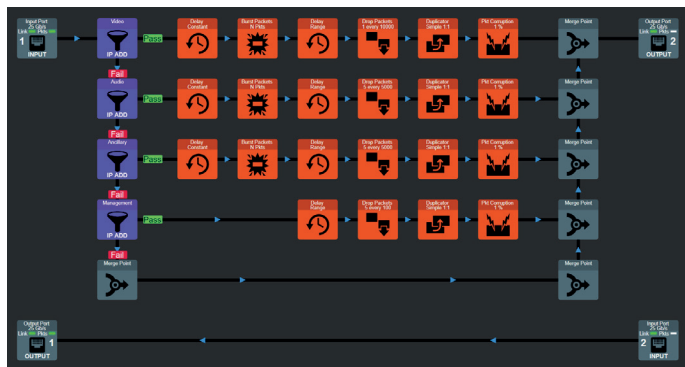 Input Port
25 Gb/s
Link Pkts
1
INPUT
Video
IP ADD
Pass
Delay
Constant
Burst Packets
N Pkts
Delay
Range
Drop Packets
1 every 10000
Duplicator
Simple 1:1
Pkt Corruption
1 %
Merge Point
Output Port
25 Gb/s
Link Pkts
2
OUTPUT
Fail
Audio
IP ADD
Pass
Delay
Constant
Burst Packets
N Pkts
Delay
Range
Drop Packets
5 every 5000
Duplicator
Simple 1:1
Pkt Corruption
1 %
Merge Point
Fail
Ancillary
IP ADD
Pass
Delay
Constant
Burst Packets
N Pkts
Delay
Range
Drop Packets
5 every 5000
Duplicator
Simple 1:1
Pkt Corruption
1 %
Merge Point
Fail
Management
IP ADD
Pass
Delay
Range
Drop Packets
5 every 100
Duplicator
Simple 1:1
Pkt Corruption
1 %
Merge Point
Fail
Merge Point
Merge Point
Output Port
25 Gb/s
Link Pkts
1
OUTPUT
Input Port
25 Gb/s
Link Pkts
2
INPUT